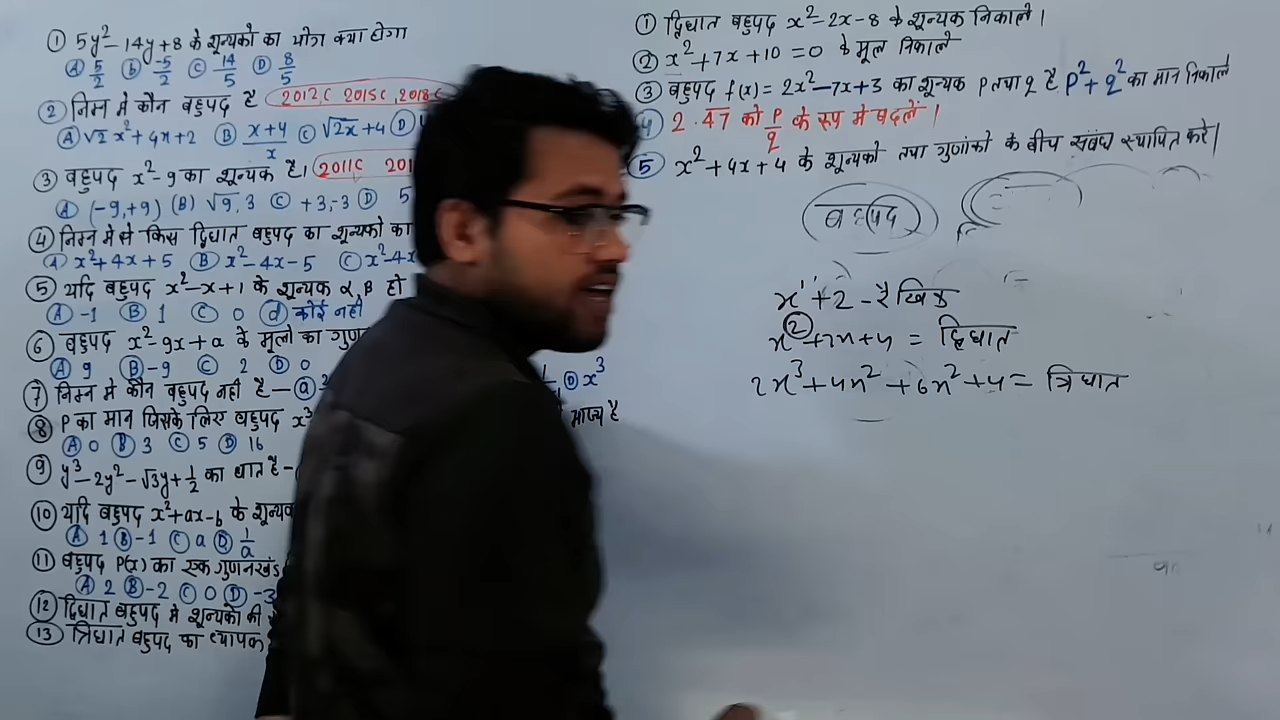 ① 5y²-14y+8 के शून्यको का योग क्या होगा
Ⓐ 5/2 ⓑ -5/2 Ⓒ 14/5 Ⓓ 8/5
② निम्न मे कौन बहुपद है 2012C 2015C, 2018C
Ⓐ √2x²+4x+2 Ⓑ x+4/x Ⓒ √2x+4 Ⓓ
③ बहुपद x²-9 का शून्यक है। 2011C 201
Ⓐ (-9,+9) (B) √9,3 Ⓒ +3,-3 Ⓓ 5
④ निम्न मे से किस द्विघात बहुपद का शून्यको का
Ⓐ x²+4x+5 Ⓑ x²-4x-5 Ⓒ x²-4x
⑤ यदि बहुपद x²-x+1 के शून्यक α,β हो
Ⓐ -1 Ⓑ 1 Ⓒ 0 ⓓ कोई नही
⑥ बहुपद x²-9x+a के मूलो का गुण
Ⓐ 9 Ⓑ -9 Ⓒ 2 Ⓓ 0
⑦ निम्न मे कौन बहुपद नही है- ⓐ Ⓓ x³
⑧ P का मान जिसके लिए बहुपद x³ भाज्य है
Ⓐ 0 Ⓑ 3 Ⓒ 5 Ⓓ 16
⑨ y³-2y²-√3y+1/2 का घात है-
⑩ यदि बहुपद x²+ax-b के शून्यक
Ⓐ 1 Ⓑ -1 Ⓒ a Ⓓ 1/a
⑪ बहुपद P(x) का एक गुणनखंड
Ⓐ 2 Ⓑ -2 Ⓒ 0 Ⓓ -3
⑫ द्विघात बहुपद मे शून्यको की
⑬ त्रिघात बहुपद का व्यापक
① द्विघात बहुपद x²-2x-8 के शून्यक निकाले।
② x²+7x+10=0 के मूल निकाले
③ बहुपद f(x)=2x²-7x+3 का शून्यक P तथा q है P²+q² का मान निकाले
④ 2.47 को P/q के रूप मे बदलें।
⑤ x²+4x+4 के शून्यको तथा गुणांको के बीच संबंध स्थापित करे।
बहुपद
x¹+2 - रैखिक
x²+7x+4 = द्विघात
2x³+4x²+6x²+4 = त्रिघात